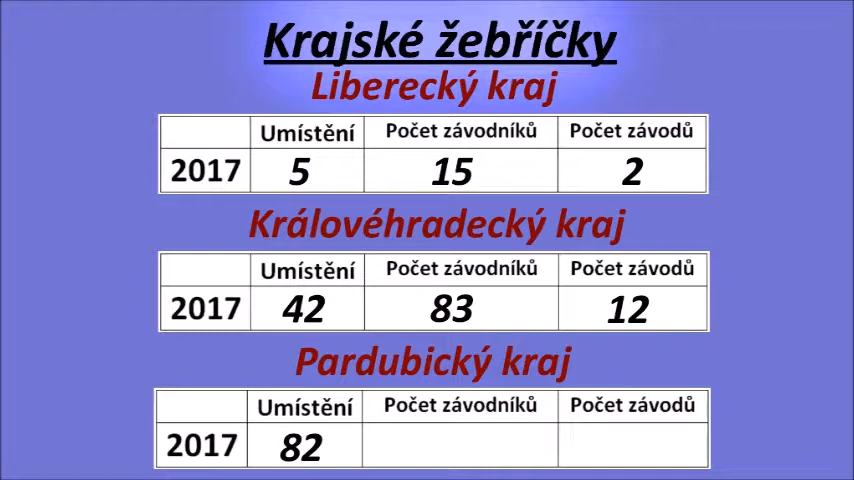 Krajské žebříčky
Liberecký kraj
Umístění Počet závodníků Počet závodů
2017 5 15 2
Královéhradecký kraj
Umístění Počet závodníků Počet závodů
2017 42 83 12
Pardubický kraj
Umístění Počet závodníků Počet závodů
2017 82